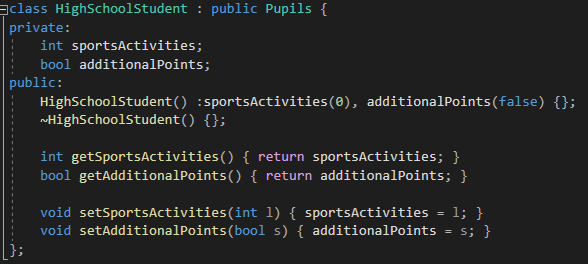 class HighSchoolStudent : public Pupils {
private:
    int sportsActivities;
    bool additionalPoints;
public:
    HighSchoolStudent() :sportsActivities(0), additionalPoints(false) {};
    ~HighSchoolStudent() {};

    int getSportsActivities() { return sportsActivities; }
    bool getAdditionalPoints() { return additionalPoints; }

    void setSportsActivities(int l) { sportsActivities = l; }
    void setAdditionalPoints(bool s) { additionalPoints = s; }
};